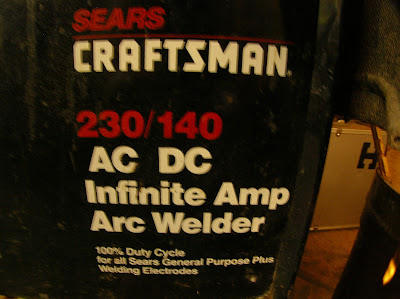 SEARS
CRAFTSMAN
230/140
AC DC
Infinite Amp
Arc Welder
100% Duty Cycle
for all Sears General Purpose Plus
Welding Electrodes
H